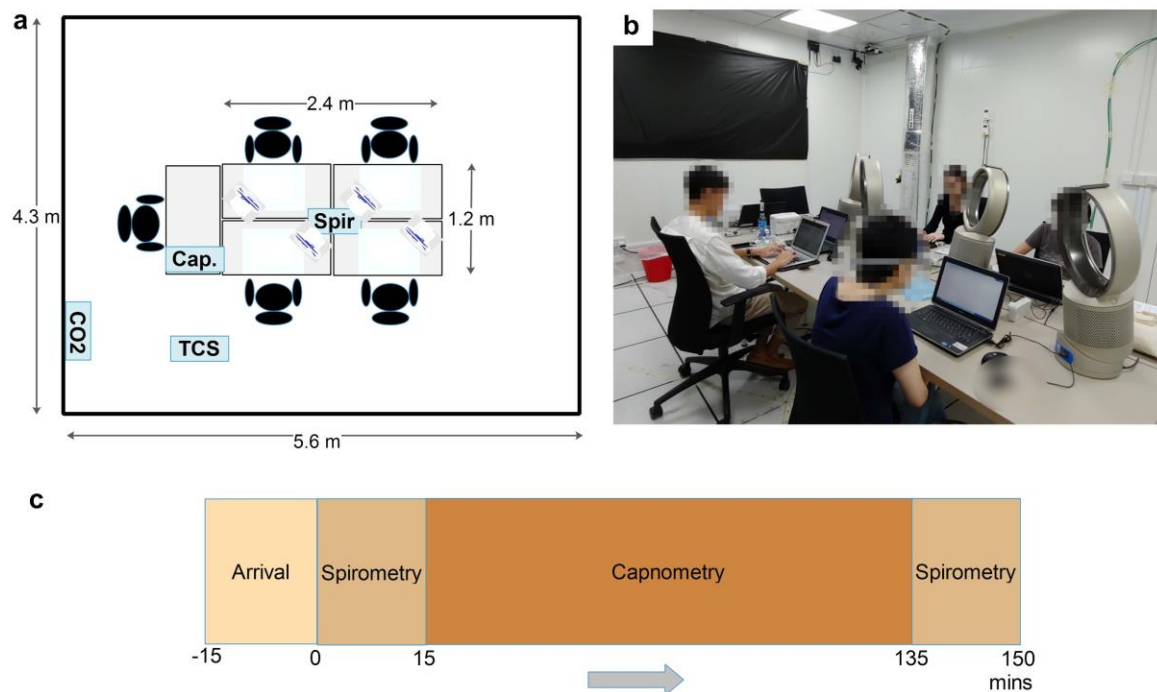 a
b
2.4 m
4.3 m
Spir
1.2 m
Cap.
CO2
TCS
5.6 m
c
Arrival
Spirometry
Capnometry
Spirometry
-15
0
15
135
150
mins